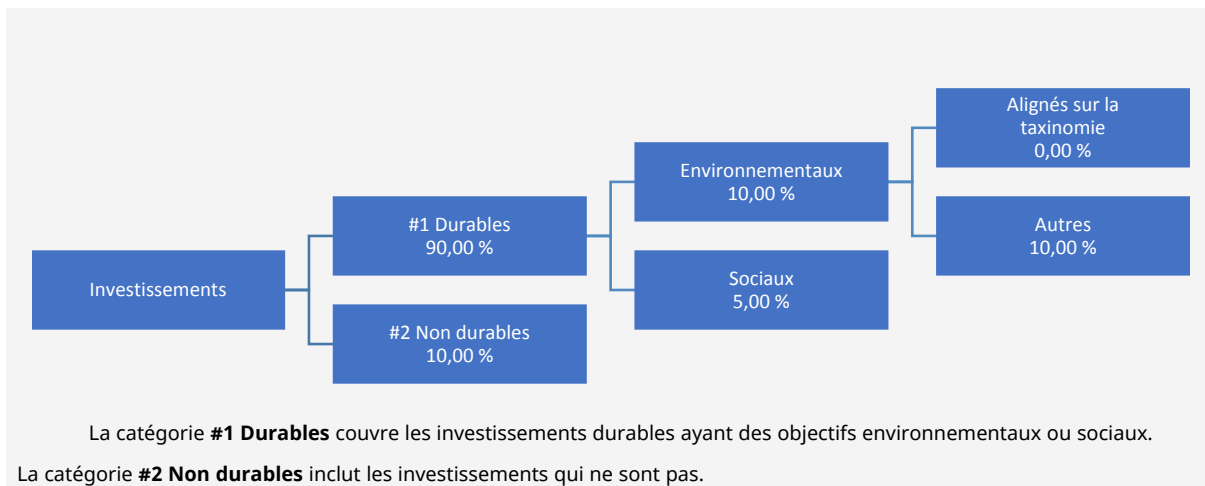 Investissements
#1 Durables
90,00 %
#2 Non durables
10,00 %
Environnementaux
10,00 %
Sociaux
5,00 %
Alignés sur la
taxinomie
0,00 %
Autres
10,00 %
La catégorie #1 Durables couvre les investissements durables ayant des objectifs environnementaux ou sociaux.
La catégorie #2 Non durables inclut les investissements qui ne sont pas.